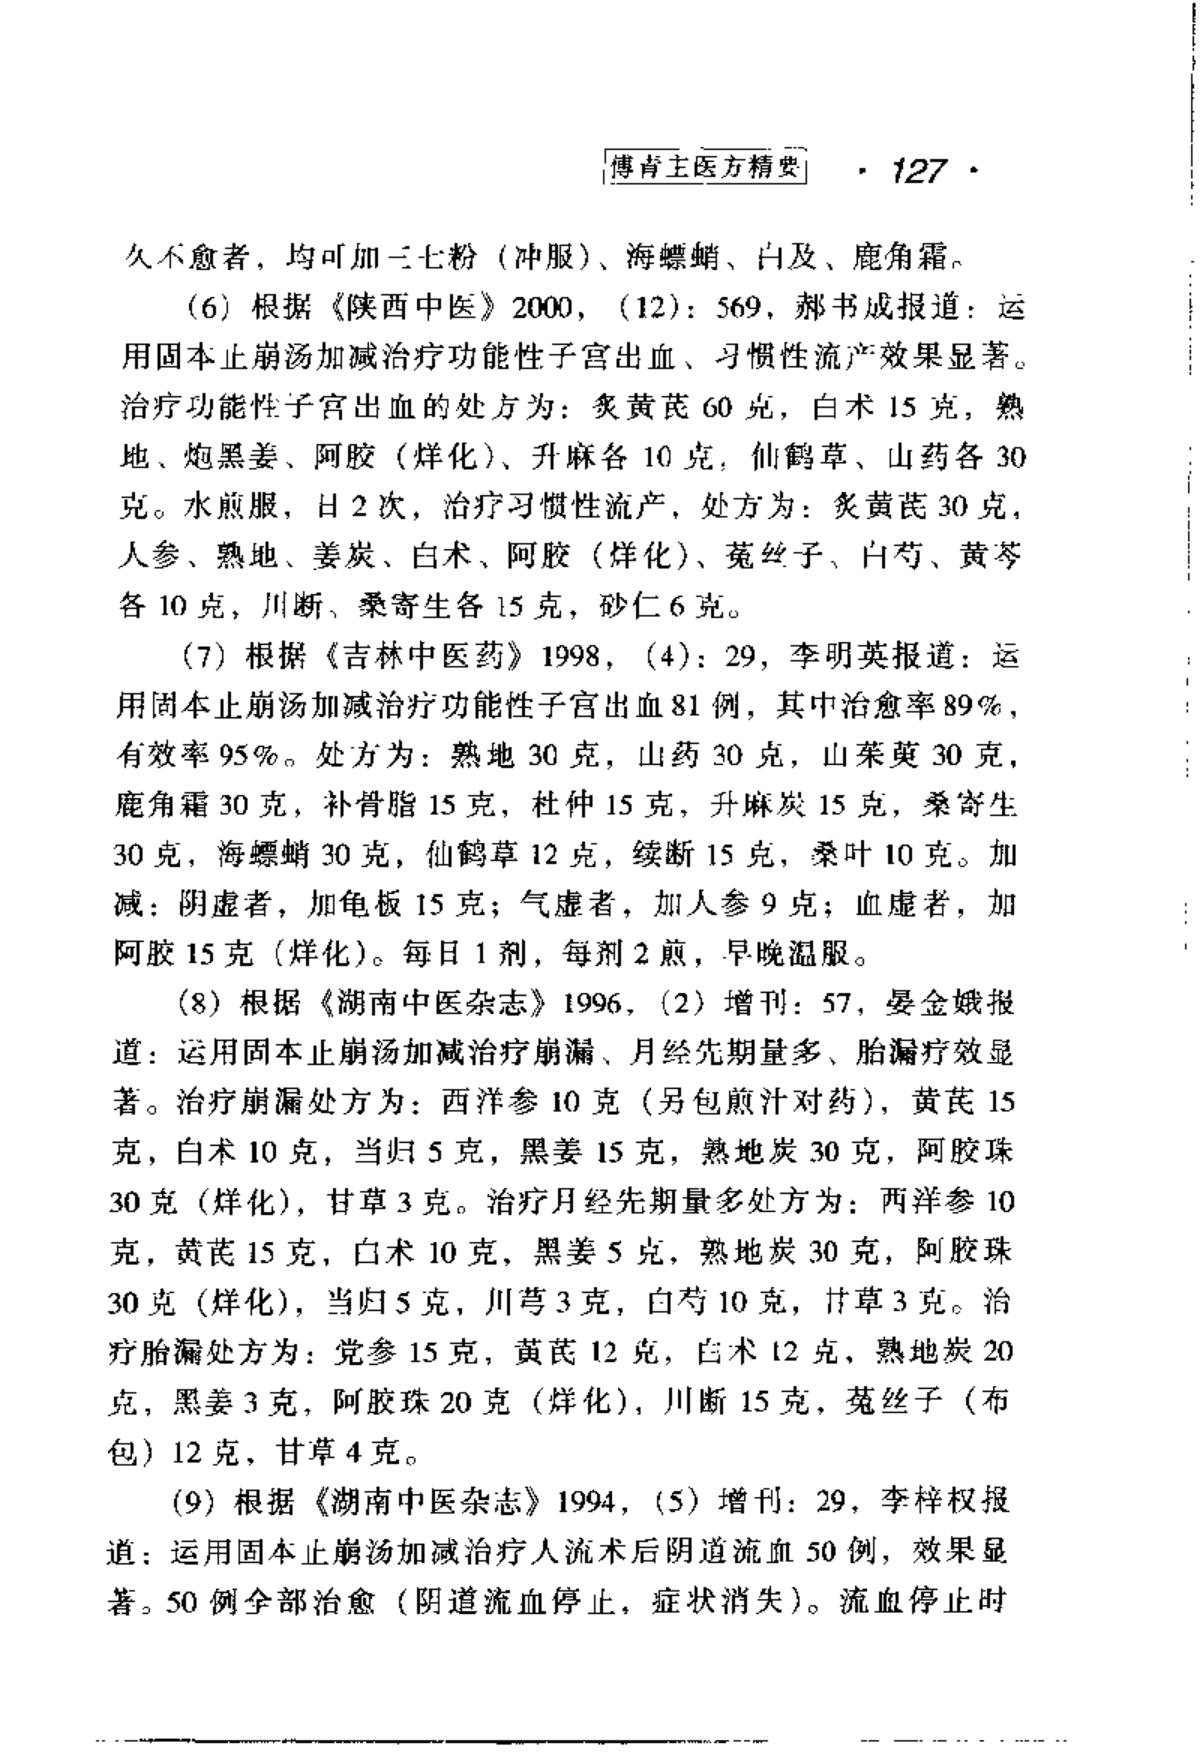 傅青主医方精要 · 127 ·
久不愈者，均可加三七粉（冲服）、海螵蛸、白及、鹿角霜。
（6）根据《陕西中医》2000，（12）：569，郝书成报道：运
用固本止崩汤加减治疗功能性子宫出血、习惯性流产效果显著。
治疗功能性子宫出血的处方为：炙黄芪 60 克，白术 15 克，熟
地、炮黑姜、阿胶（烊化）、升麻各 10 克，仙鹤草、山药各 30
克。水煎服，日 2 次，治疗习惯性流产，处方为：炙黄芪 30 克，
人参、熟地、姜炭、白术、阿胶（烊化）、菟丝子、白芍、黄芩
各 10 克，川断、桑寄生各 15 克，砂仁 6 克。
（7）根据《吉林中医药》1998，（4）：29，李明英报道：运
用固本止崩汤加减治疗功能性子宫出血 81 例，其中治愈率 89%，
有效率 95%。处方为：熟地 30 克，山药 30 克，山茱萸 30 克，
鹿角霜 30 克，补骨脂 15 克，杜仲 15 克，升麻炭 15 克，桑寄生
30 克，海螵蛸 30 克，仙鹤草 12 克，续断 15 克，桑叶 10 克。加
减：阴虚者，加龟板 15 克；气虚者，加人参 9 克；血虚者，加
阿胶 15 克（烊化）。每日 1 剂，每剂 2 煎，早晚温服。
（8）根据《湖南中医杂志》1996，（2）增刊：57，晏金娥报
道：运用固本止崩汤加减治疗崩漏、月经先期量多、胎漏疗效显
著。治疗崩漏处方为：西洋参 10 克（另包煎汁对药），黄芪 15
克，白术 10 克，当归 5 克，黑姜 15 克，熟地炭 30 克，阿胶珠
30 克（烊化），甘草 3 克。治疗月经先期量多处方为：西洋参 10
克，黄芪 15 克，白术 10 克，黑姜 5 克，熟地炭 30 克，阿胶珠
30 克（烊化），当归 5 克，川芎 3 克，白芍 10 克，甘草 3 克。治
疗胎漏处方为：党参 15 克，黄芪 12 克，白术 12 克，熟地炭 20
克，黑姜 3 克，阿胶珠 20 克（烊化），川断 15 克，菟丝子（布
包）12 克，甘草 4 克。
（9）根据《湖南中医杂志》1994，（5）增刊：29，李梓权报
道：运用固本止崩汤加减治疗人流术后阴道流血 50 例，效果显
著。50 例全部治愈（阴道流血停止，症状消失）。流血停止时